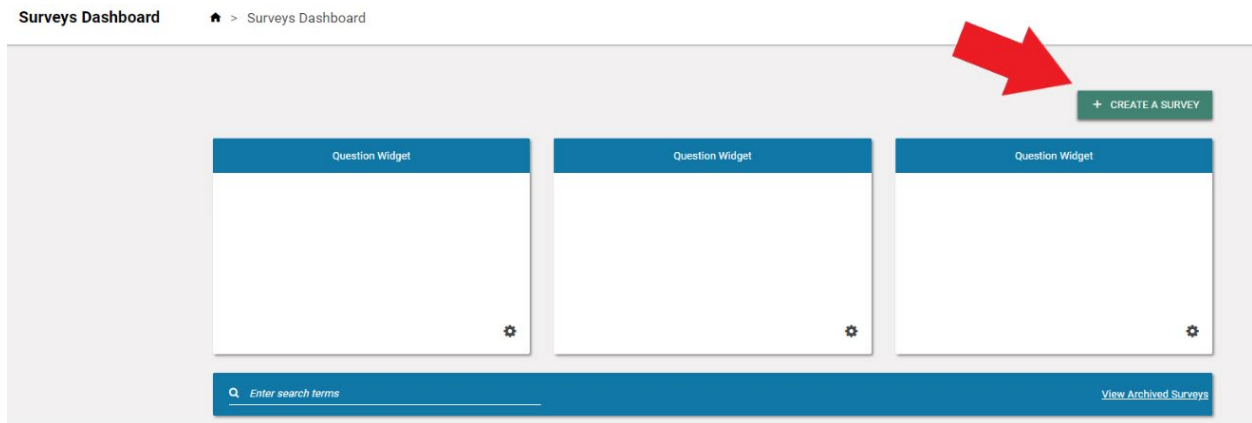 Surveys Dashboard > Surveys Dashboard
+ CREATE A SURVEY
Question Widget Question Widget Question Widget
Enter search terms View Archived Surveys